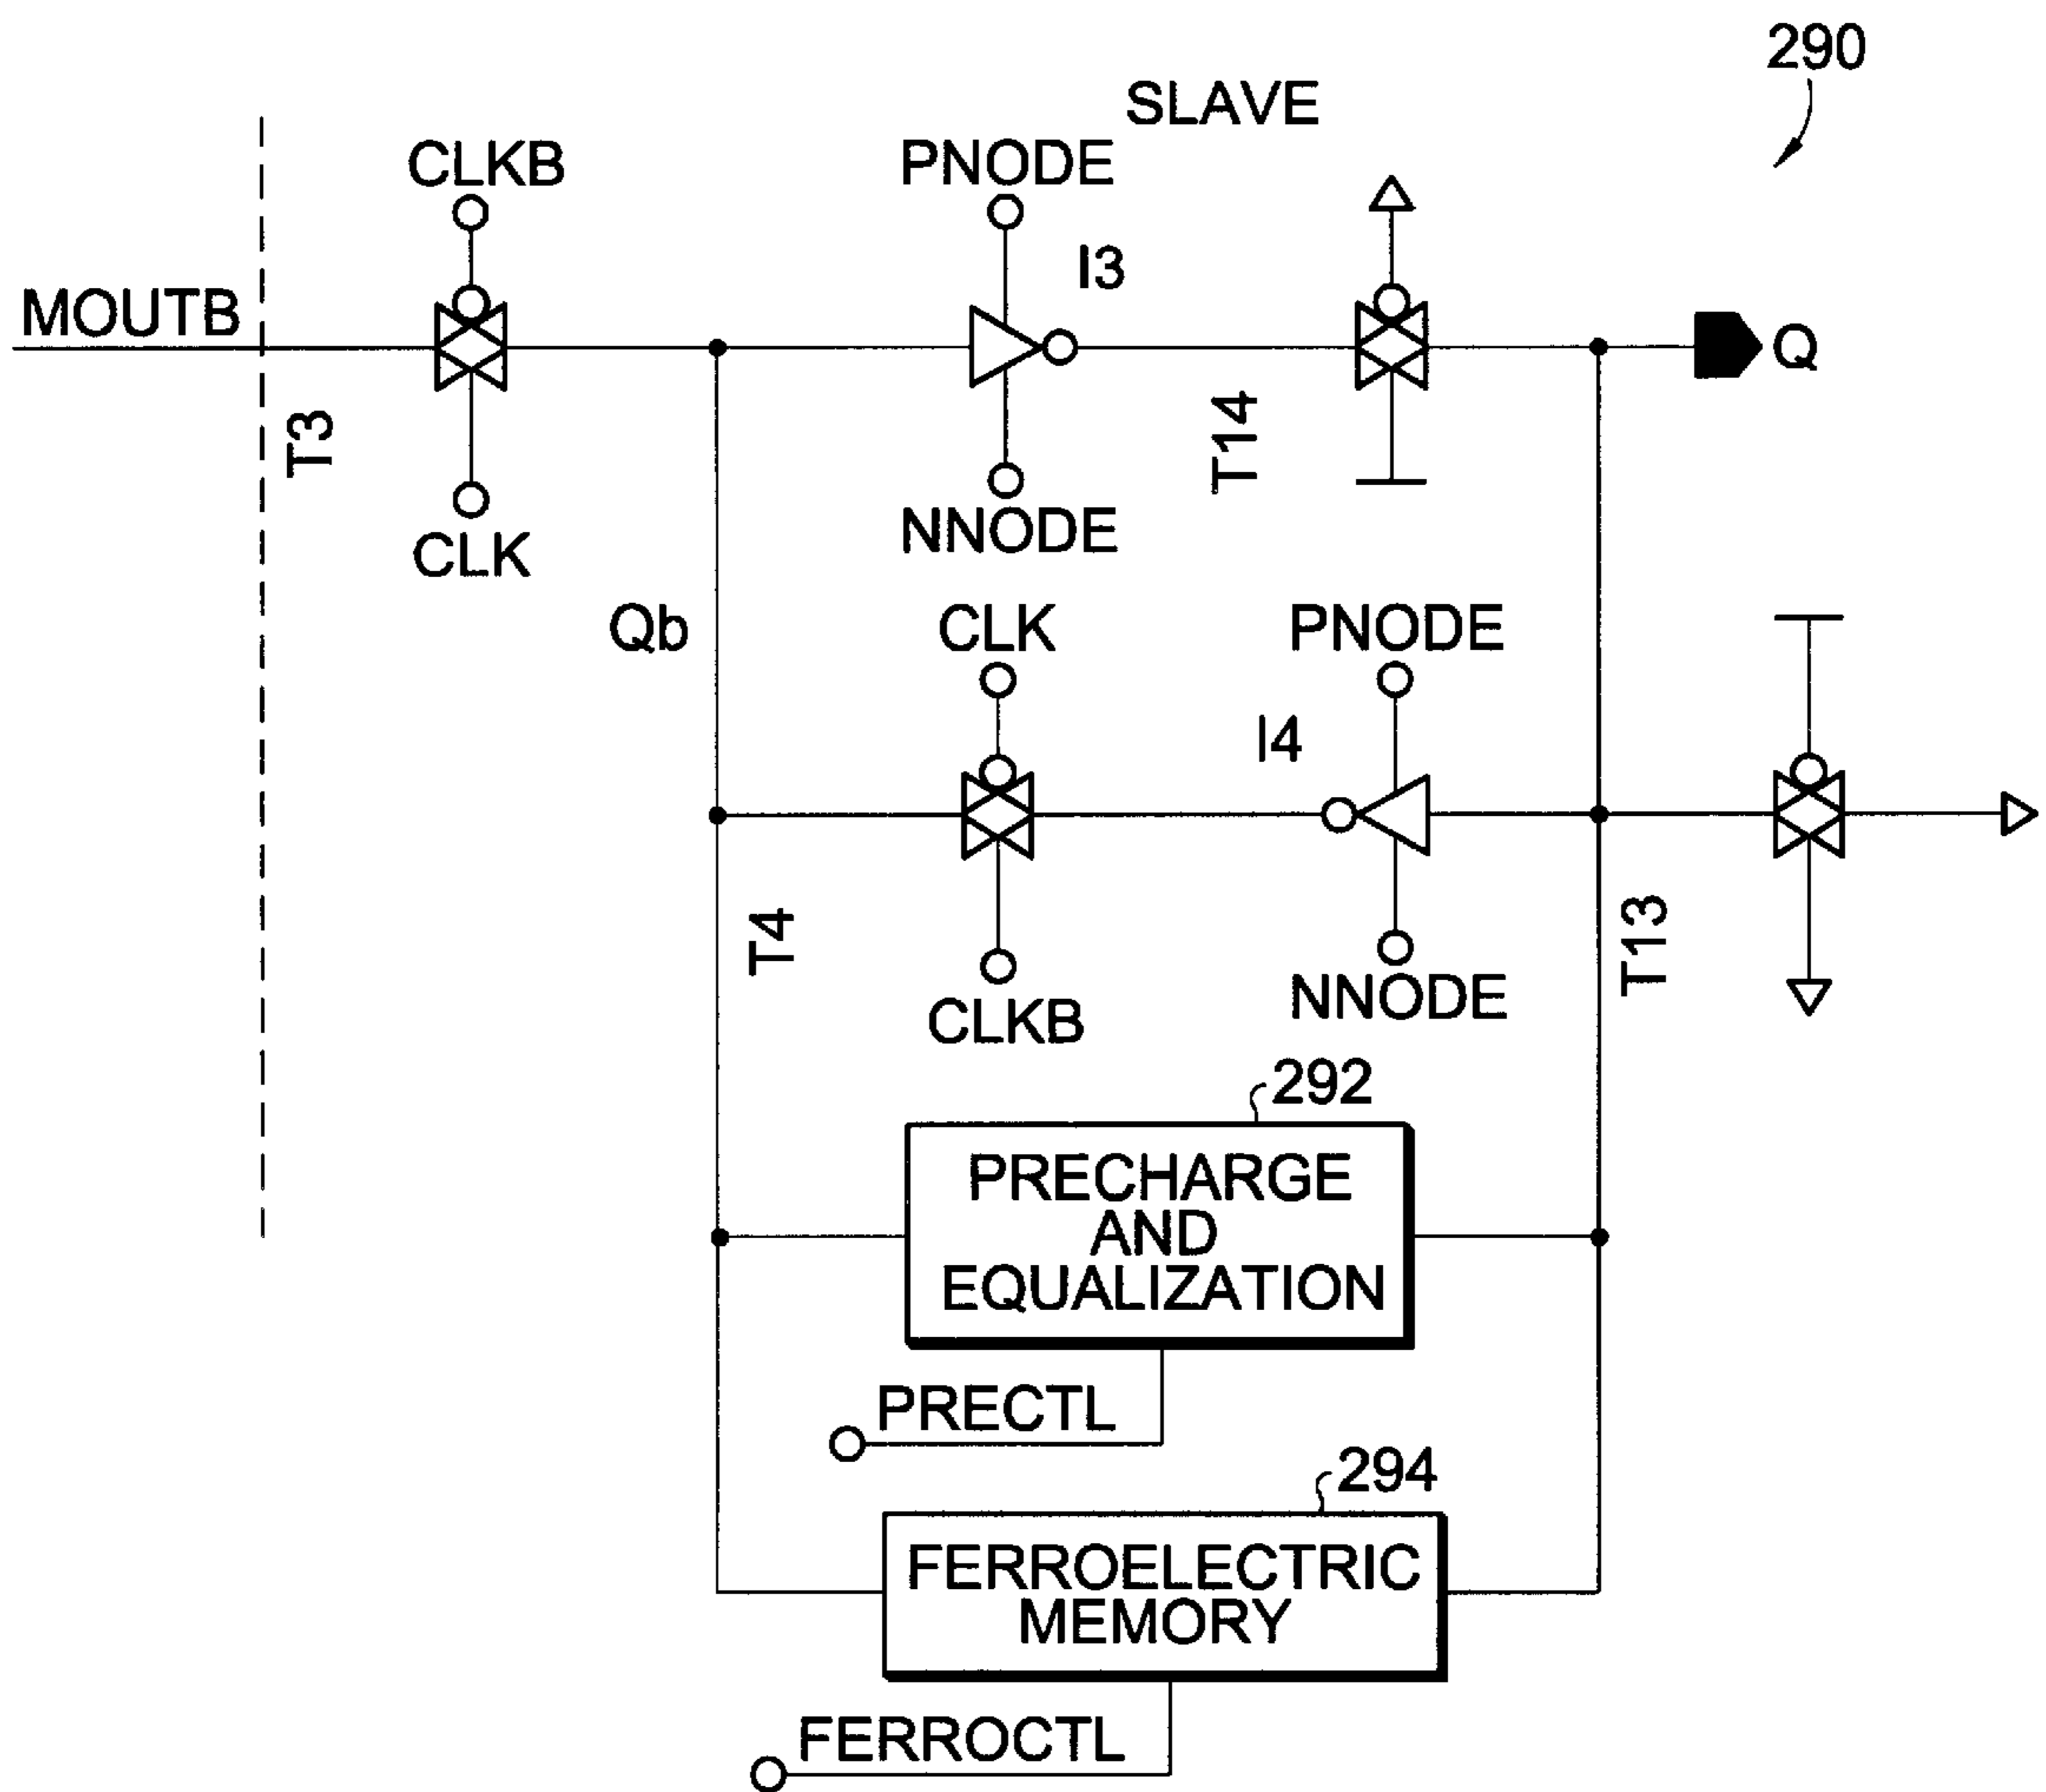 290
SLAVE
CLKB
PNODE
I3
MOUTB
Q
T3
T14
CLK
NNODE
Qb
CLK
PNODE
I4
T4
T13
CLKB
NNODE
292
PRECHARGE
AND
EQUALIZATION
PRECTL
294
FERROELECTRIC
MEMORY
FERROCTL